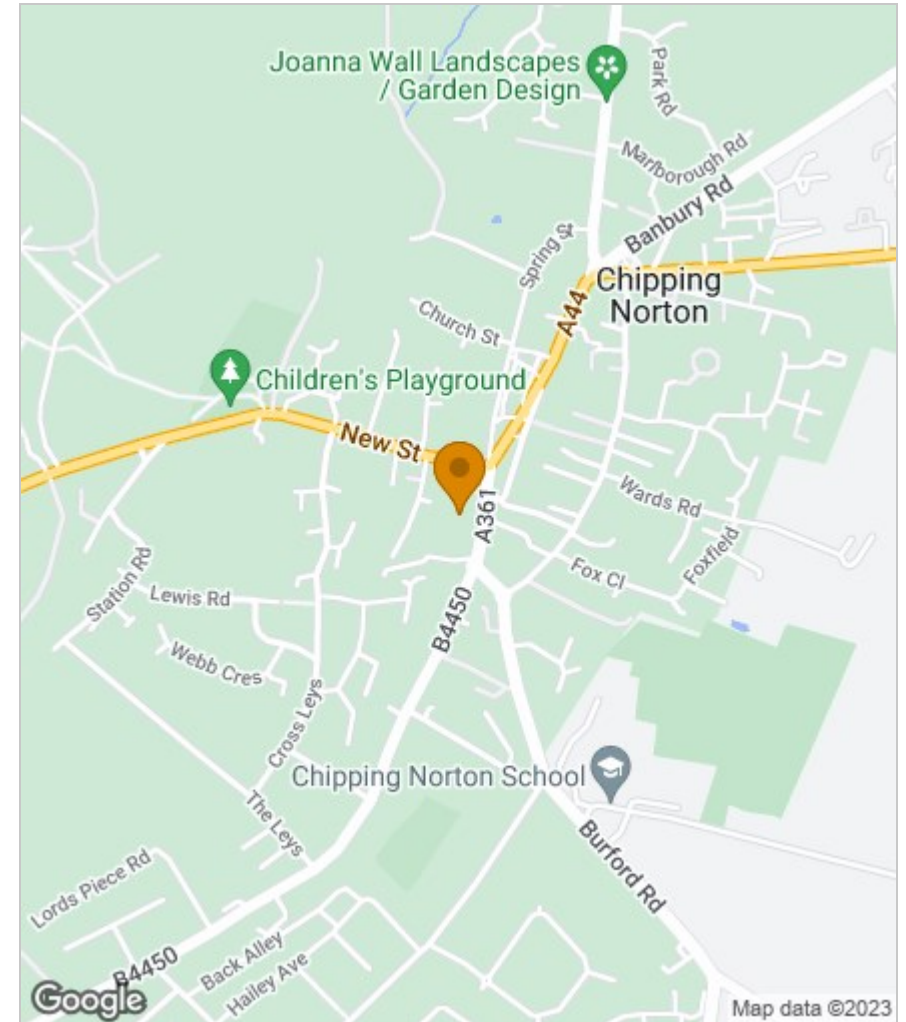 Joanna Wall Landscapes
/ Garden Design
Park Rd
Marlborough Rd
Banbury Rd
Spring St
Chipping
Norton
A44
Church St
Children's Playground
New St
A361
Wards Rd
Foxfield
Fox Cl
Station Rd
Lewis Rd
B4450
Webb Cres
Cross Leys
Chipping Norton School
The Leys
Burford Rd
Lords Piece Rd
Back Alley
B4450
Hailey Ave
Google
Map data ©2023